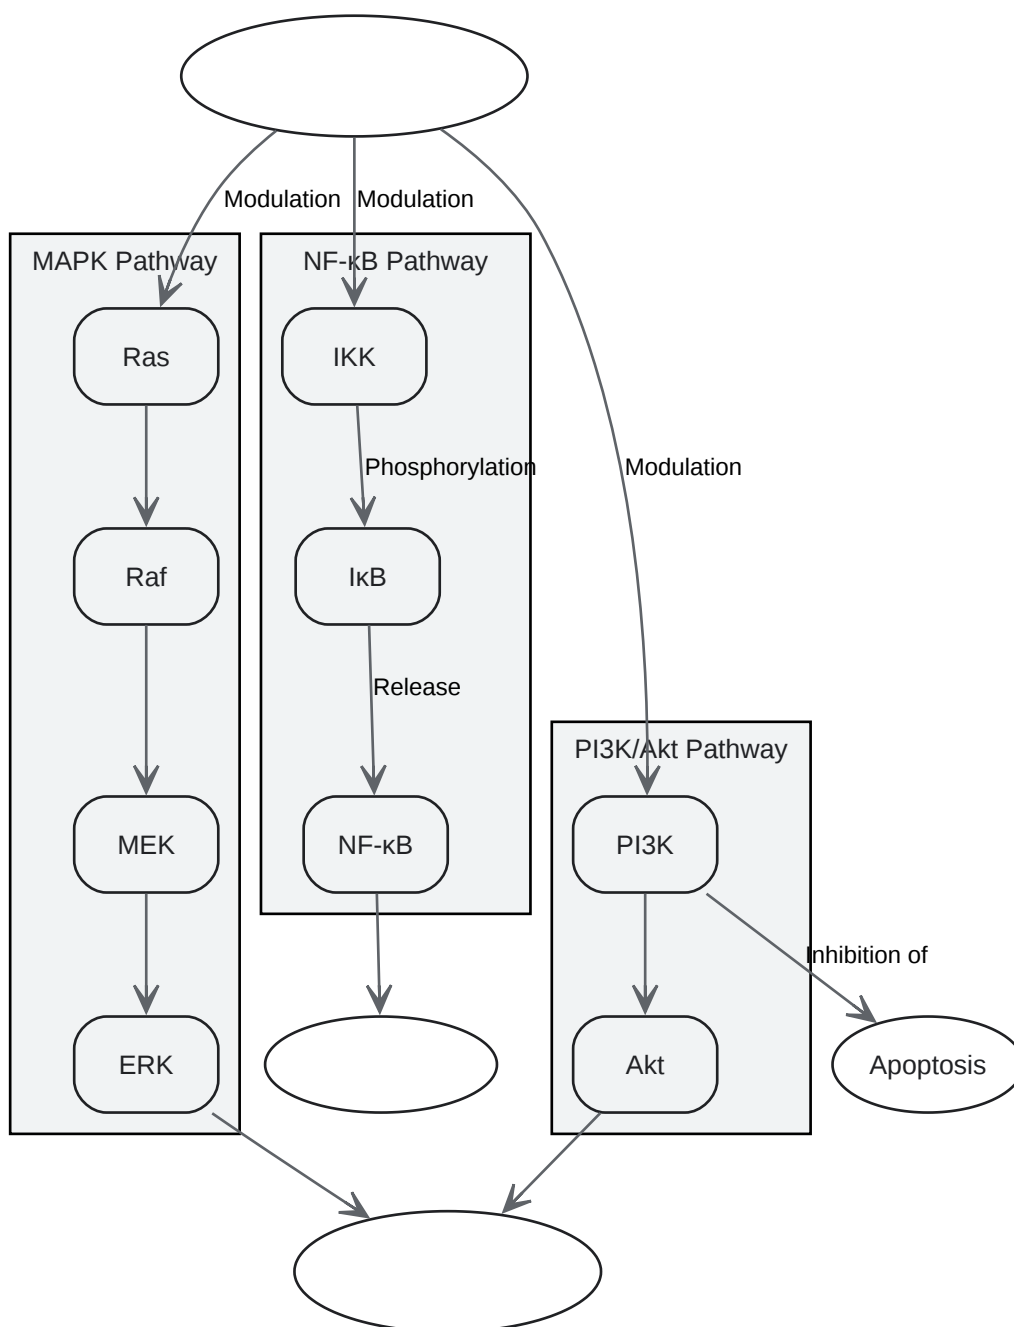 Modulation
Modulation
MAPK Pathway
NF-κB Pathway
Ras
IKK
Phosphorylation
Modulation
Raf
IκB
Release
PI3K/Akt Pathway
MEK
NF-κB
PI3K
Inhibition of
ERK
Akt
Apoptosis